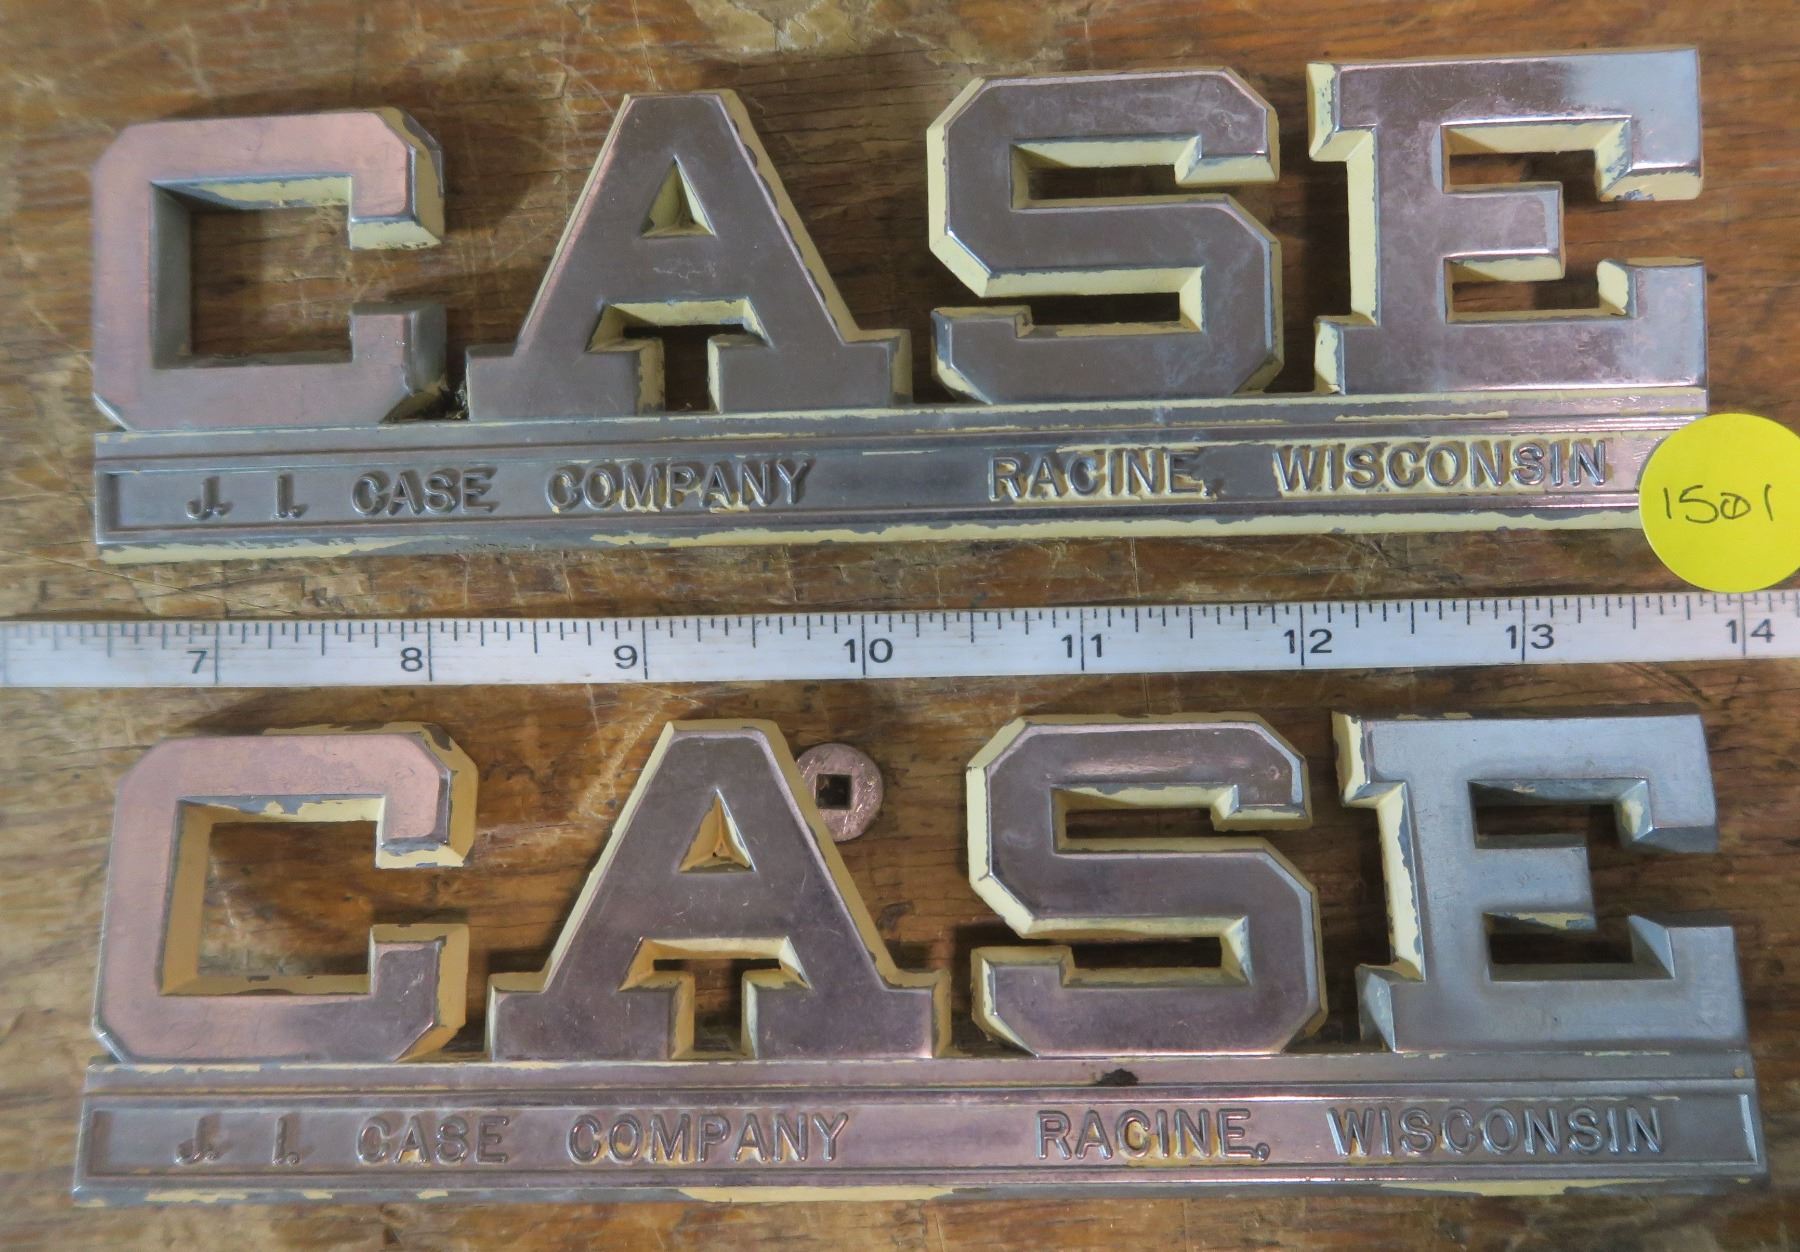 CASE
J. I. CASE COMPANY RACINE, WISCONSIN
1501
7 8 9 10 11 12 13 14
CASE
J. I. CASE COMPANY RACINE, WISCONSIN